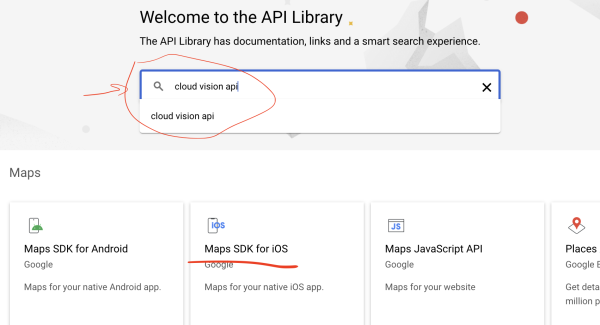 Welcome to the API Library
The API Library has documentation, links and a smart search experience.
cloud vision api
cloud vision api
Maps
iOS
JS
Maps SDK for Android
Maps SDK for iOS
Maps JavaScript API
Places
Google
Google
Google
Google E
Maps for your native Android app.
Maps for your native iOS app.
Maps for your website
Get deta
million p